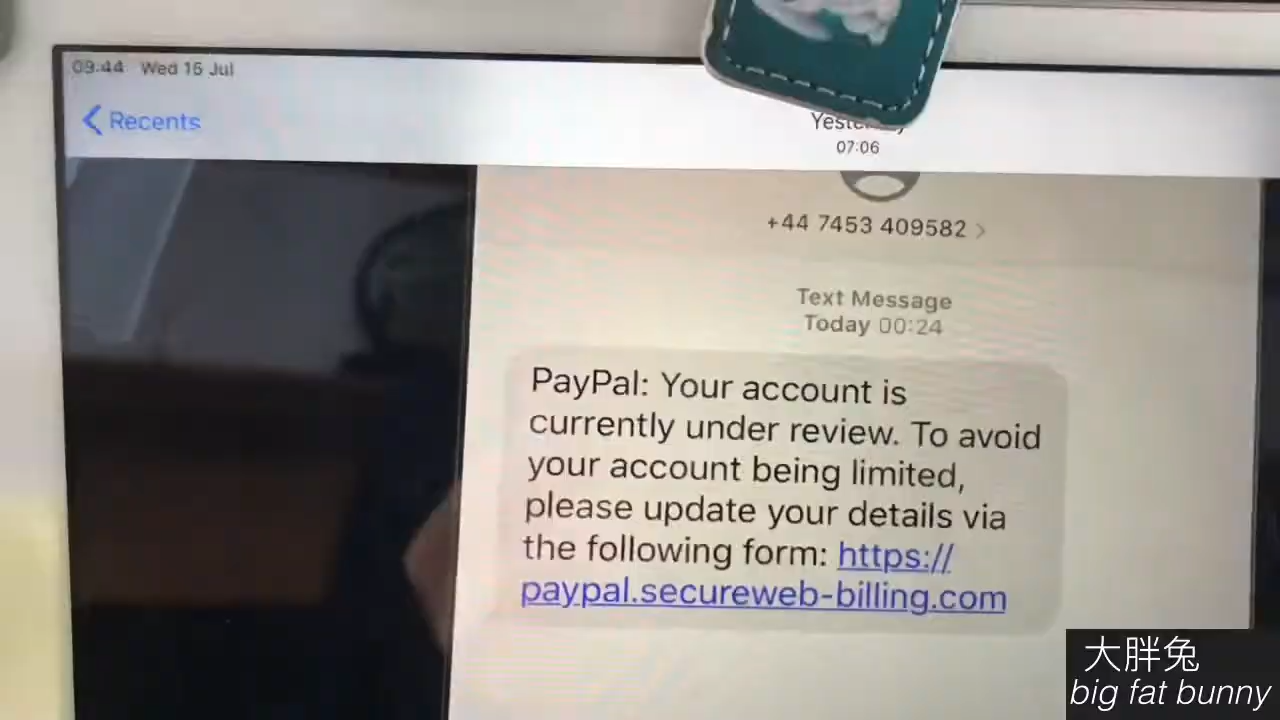 09:44 Wed 15 Jul
Recents
07:06
+44 7453 409582
Text Message
Today 00:24
PayPal: Your account is
currently under review. To avoid
your account being limited,
please update your details via
the following form: https://
paypal.secureweb-billing.com
大胖兔
big fat bunny